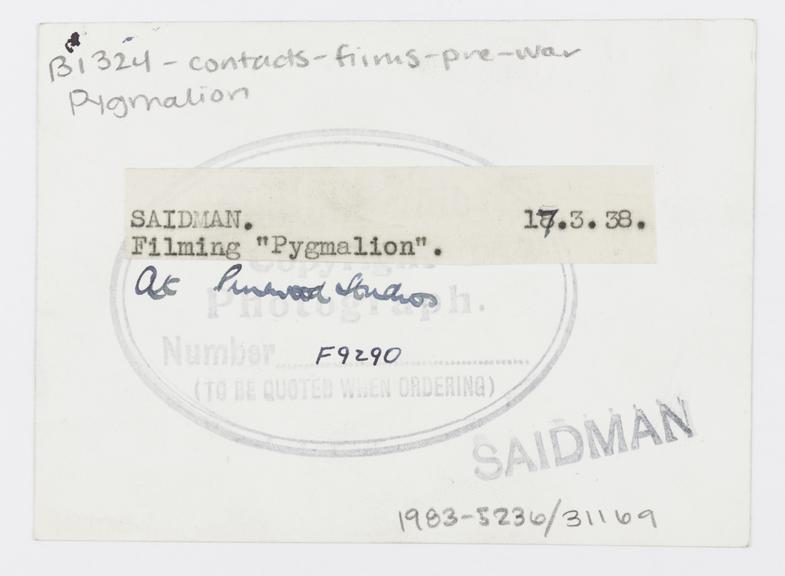 B1324 - contacts - films - pre-war
Pygmalion
SAIDMAN. 17.3.38.
Filming "Pygmalion".
Copyright
At Pinewood Studios
Photograph.
Number F9290
(TO BE QUOTED WHEN ORDERING)
SAIDMAN
1983-5236/31169